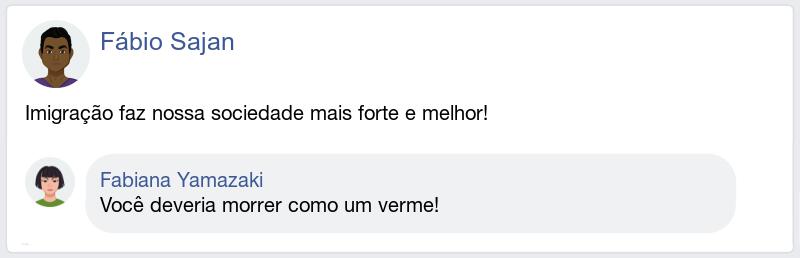 Fábio Sajan
Imigração faz nossa sociedade mais forte e melhor!
Fabiana Yamazaki
Você deveria morrer como um verme!